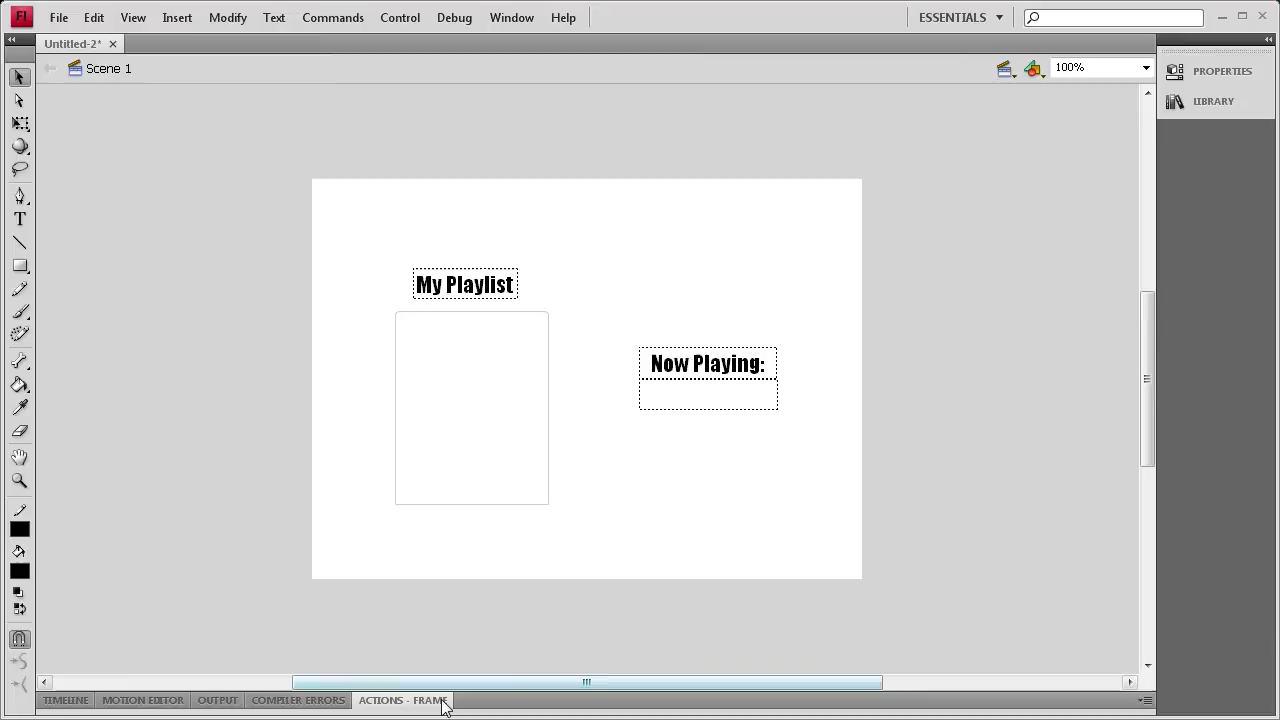 Fl File Edit View Insert Modify Text Commands Control Debug Window Help ESSENTIALS
Untitled-2*
Scene 1 100%
PROPERTIES
LIBRARY
My Playlist
Now Playing:
TIMELINE MOTION EDITOR OUTPUT COMPILER ERRORS ACTIONS - FRAME